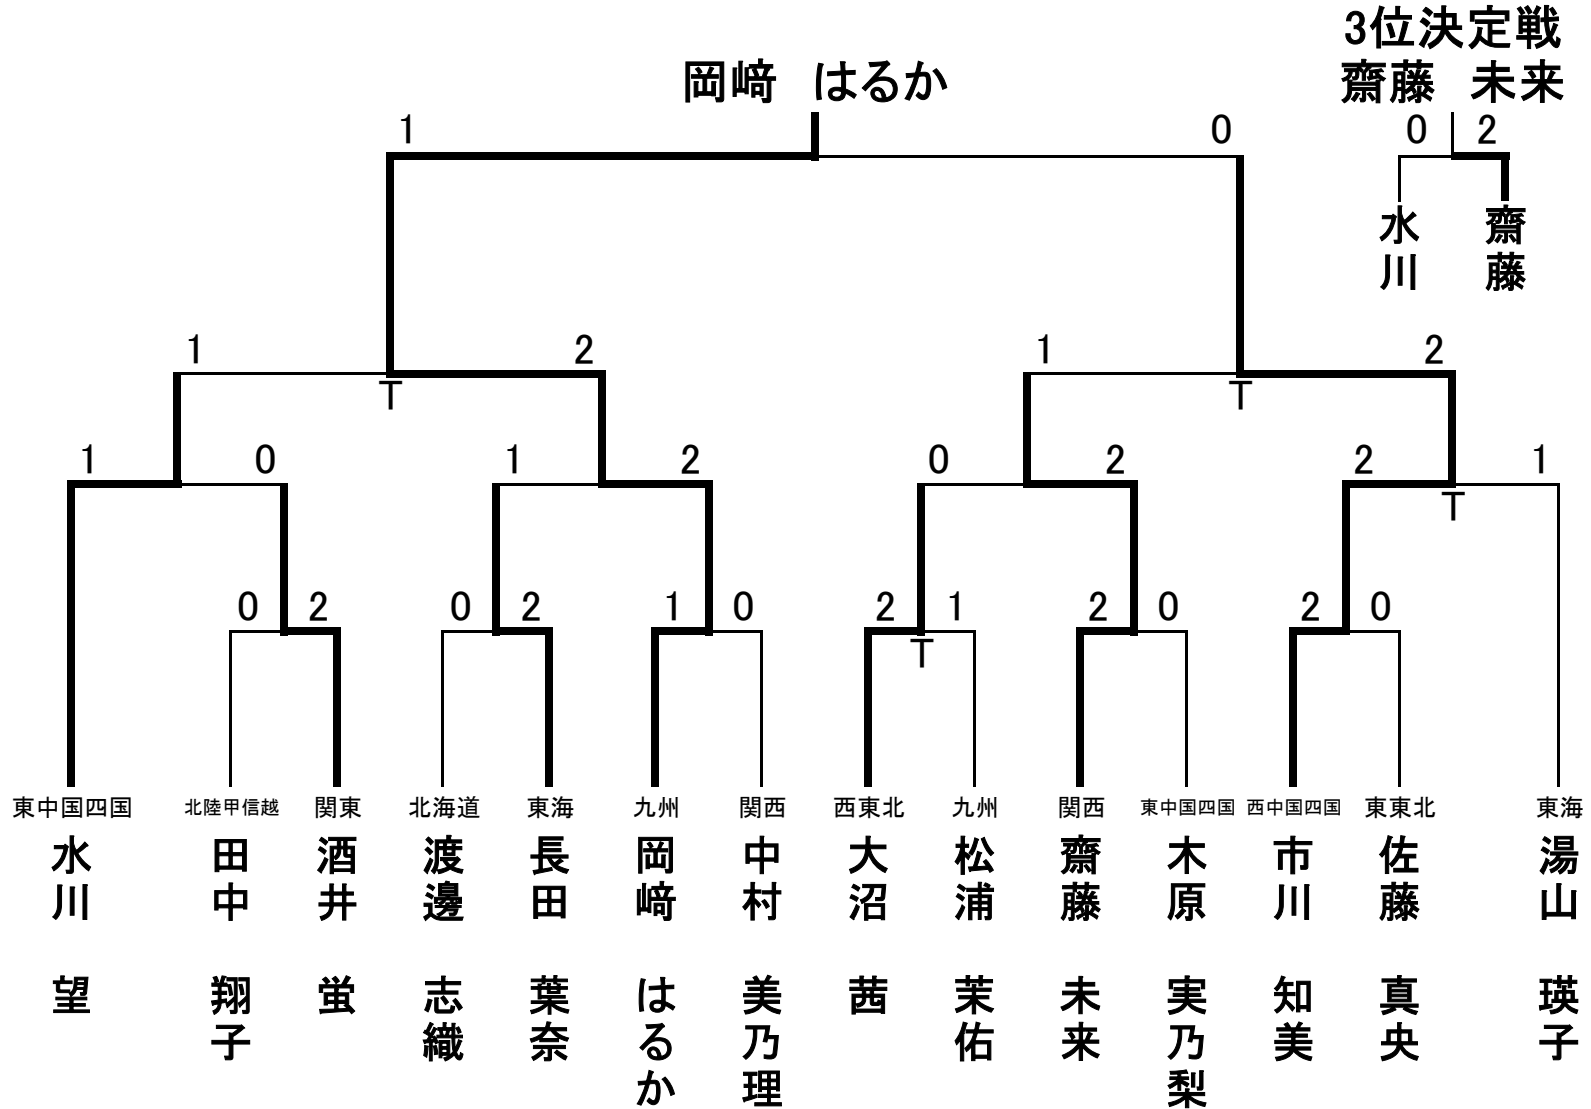 3位決定戦
岡﨑 はるか
齋藤 未来
1 0
0 2
水川
齋藤
1 2 1 2
T T
1 0 1 2 0 2 2 1
T
0 2 0 2 1 0 2 1 2 0 2 0
T
東中国四国 北陸甲信越 関東 北海道 東海 九州 関西 西東北 九州 関西 東中国四国 西中国四国 東東北 東海
水川 望
田中 翔子
酒井 蛍
渡邊 志織
長田 葉奈
岡﨑 はるか
中村 美乃理
大沼 茜
松浦 茉佑
齋藤 未来
木原 実乃梨
市川 知美
佐藤 真央
湯山 瑛子